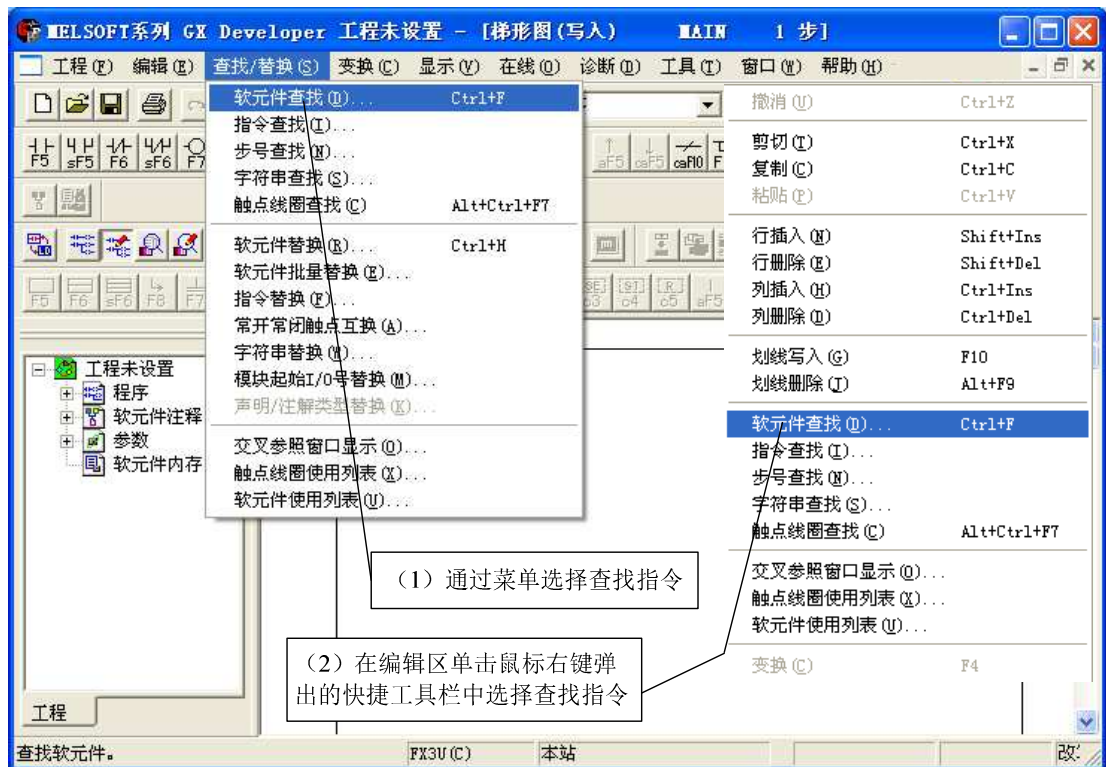 MELSOFT系列 GX Developer 工程未设置 - [梯形图(写入) MAIN 1 步]
工程(F) 编辑(E) 查找/替换(S) 变换(C) 显示(V) 在线(O) 诊断(D) 工具(T) 窗口(W) 帮助(H)
软元件查找(D)... Ctrl+F
指令查找(I)...
步号查找(N)...
字符串查找(S)...
触点线圈查找(C) Alt+Ctrl+F7
软元件替换(R)... Ctrl+H
软元件批量替换(E)...
指令替换(P)...
常开常闭触点互换(A)...
字符串替换(W)...
模块起始I/O号替换(M)...
声明/注解类型替换(K)...
交叉参照窗口显示(O)...
触点线圈使用列表(X)...
软元件使用列表(U)...
撤消(U) Ctrl+Z
剪切(T) Ctrl+X
复制(C) Ctrl+C
粘贴(P) Ctrl+V
行插入(N) Shift+Ins
行删除(E) Shift+Del
列插入(H) Ctrl+Ins
列删除(D) Ctrl+Del
划线写入(G) F10
划线删除(J) Alt+F9
软元件查找(D)... Ctrl+F
指令查找(I)...
步号查找(N)...
字符串查找(S)...
触点线圈查找(C) Alt+Ctrl+F7
交叉参照窗口显示(O)...
触点线圈使用列表(X)...
软元件使用列表(U)...
变换(C) F4
F5 sF5 F6 sF6 F7
aF5 caF5 caF10 F
F5 F6 sF6 F8 F7
c3 c4 c5 aF5
工程未设置
程序
软元件注释
参数
软元件内存
工程
（1）通过菜单选择查找指令
（2）在编辑区单击鼠标右键弹
出的快捷工具栏中选择查找指令
查找软元件。 FX3U(C) 本站